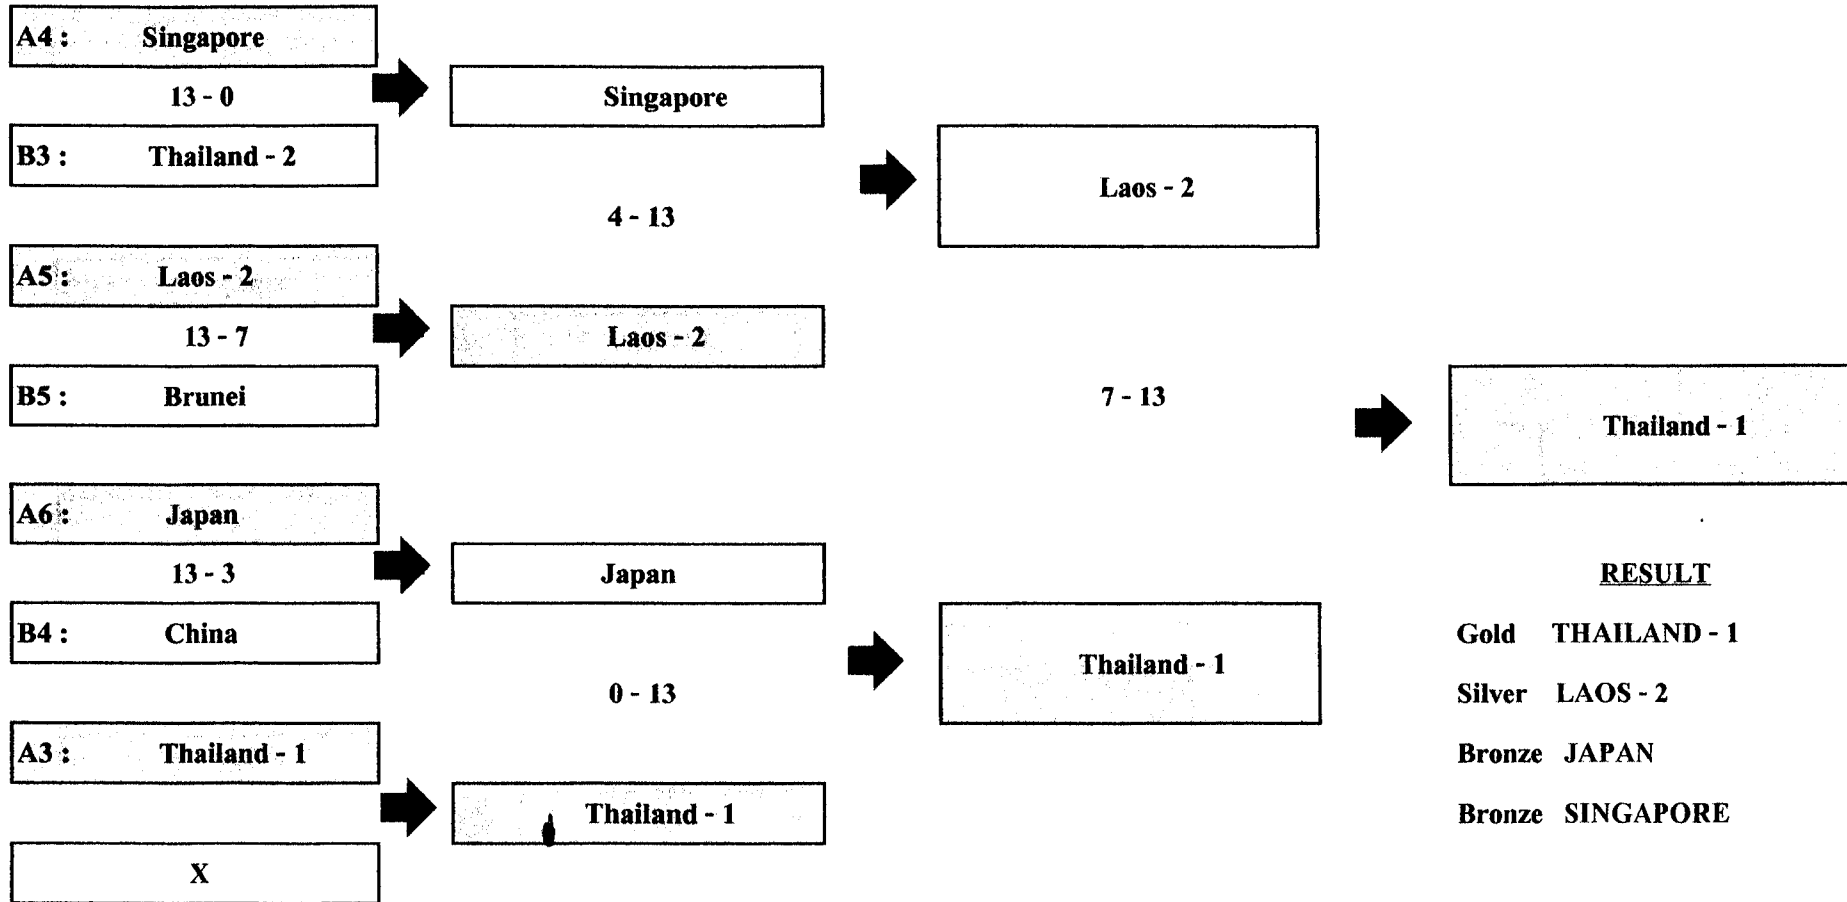 A4 : Singapore
13 - 0
B3 : Thailand - 2
A5 : Laos - 2
13 - 7
B5 : Brunei
A6 : Japan
13 - 3
B4 : China
A3 : Thailand - 1
X
Singapore
4 - 13
Laos - 2
Japan
0 - 13
Thailand - 1
Laos - 2
7 - 13
Thailand - 1
Thailand - 1
RESULT
Gold THAILAND - 1
Silver LAOS - 2
Bronze JAPAN
Bronze SINGAPORE